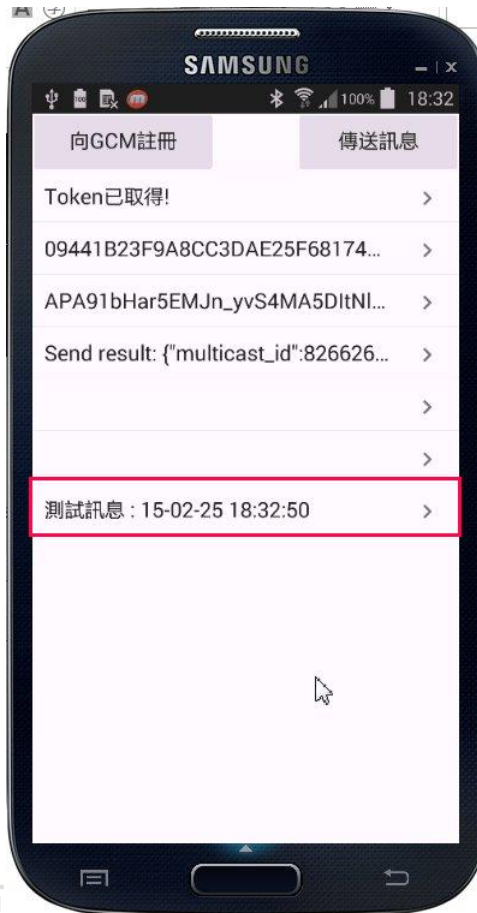 SAMSUNG
100% 18:32
向GCM註冊 傳送訊息
Token已取得!
09441B23F9A8CC3DAE25F68174...
APA91bHar5EMJn_yvS4MA5DItNl...
Send result: {"multicast_id":826626...
測試訊息 : 15-02-25 18:32:50